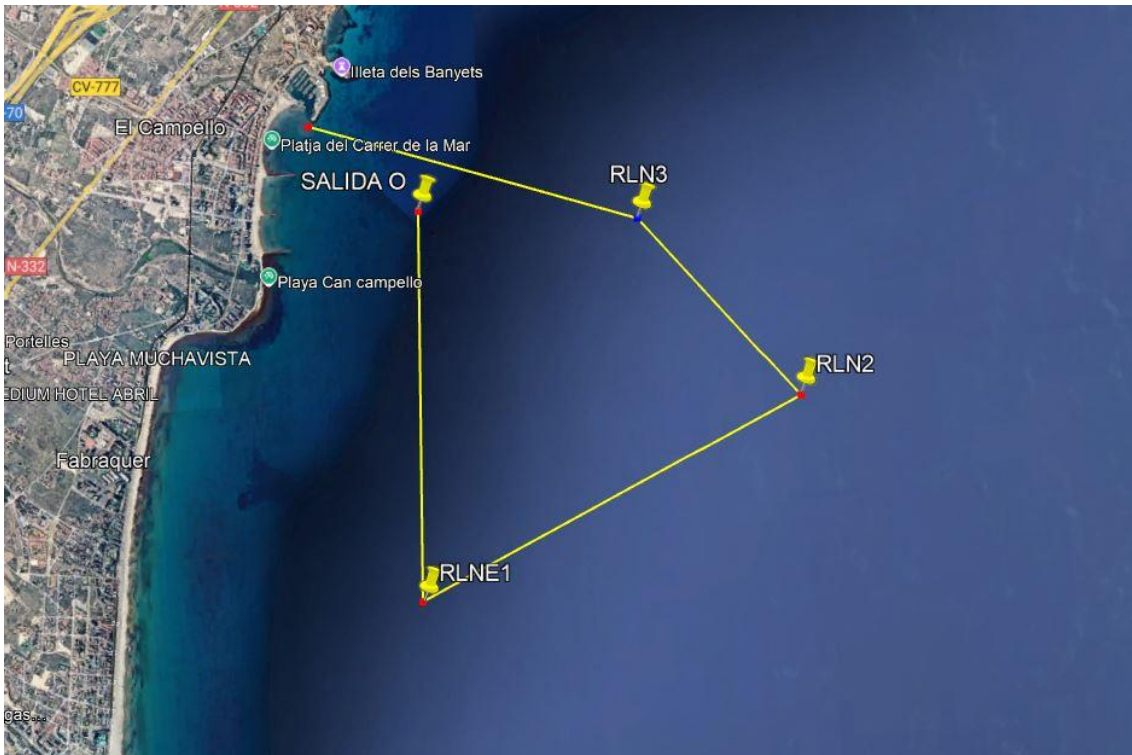 N-332
Illeta dels Banyets
CV-777
-70
El Campello
Platja del Carrer de la Mar
SALIDA O
RLN3
N-332
Playa Can campello
Portelles
t
PLAYA MUCHAVISTA
RLN2
EDIUM HOTEL ABRIL
Fabraquer
RLNE1
gas...